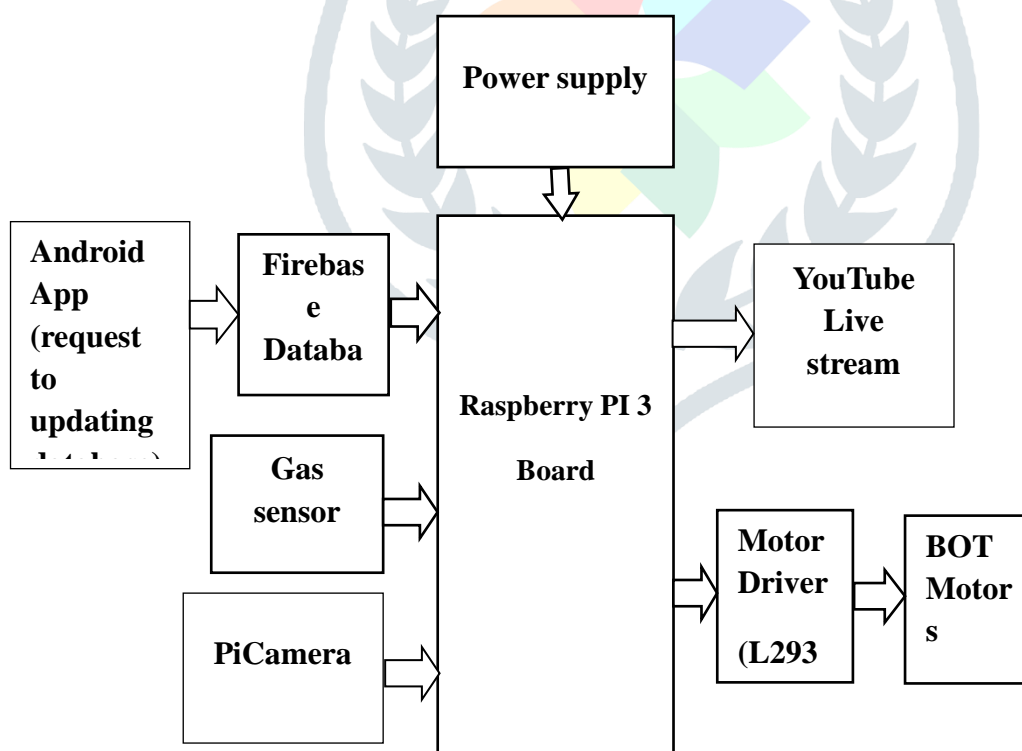 Power supply
Android
App
(request
to
updating
Firebas
e
Databa
YouTube
Live
stream
Raspberry PI 3
Board
Gas
sensor
Motor
Driver
(L293
BOT
Motor
s
PiCamera